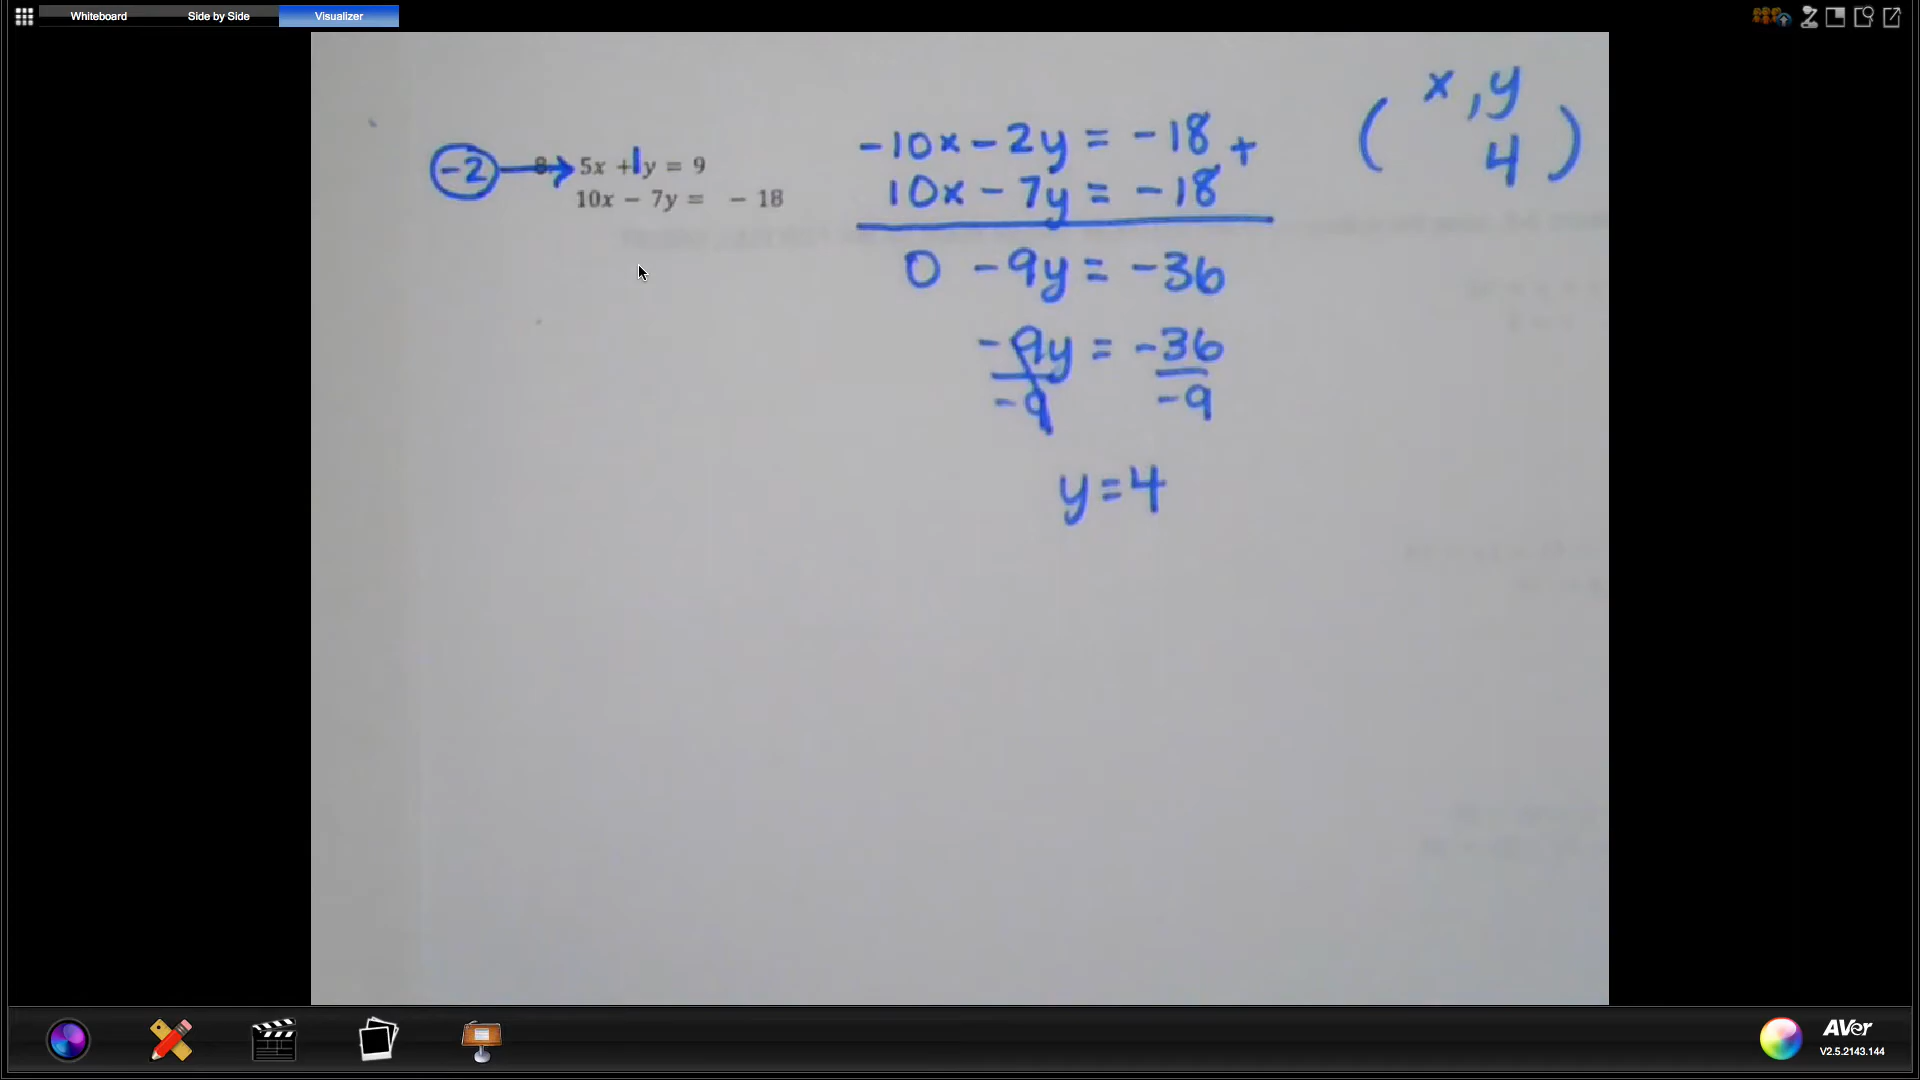 Whiteboard
Side by Side
Visualizer
-2 → 8. 5x + 1y = 9
10x − 7y = − 18
-10x - 2y = -18 +
10x - 7y = -18
0 -9y = -36
-9y = -36
-9 -9
y = 4
x, y
( 4 )
AVer
V2.5.2143.144